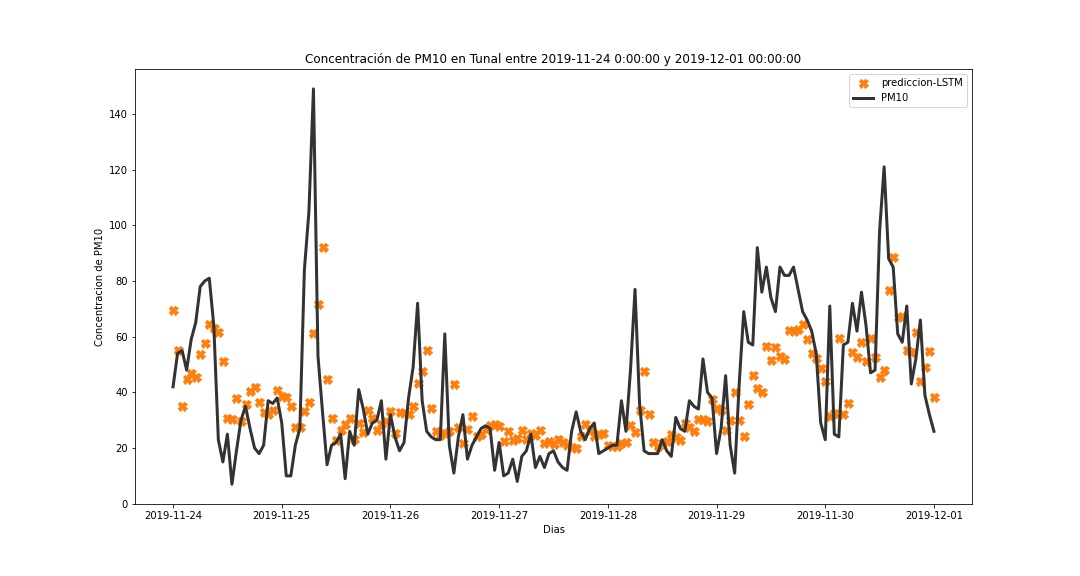 Concentración de PM10 en Tunal entre 2019-11-24 0:00:00 y 2019-12-01 00:00:00
prediccion-LSTM
PM10
Concentracion de PM10
140
120
100
80
60
40
20
0
2019-11-24 2019-11-25 2019-11-26 2019-11-27 2019-11-28 2019-11-29 2019-11-30 2019-12-01
Dias